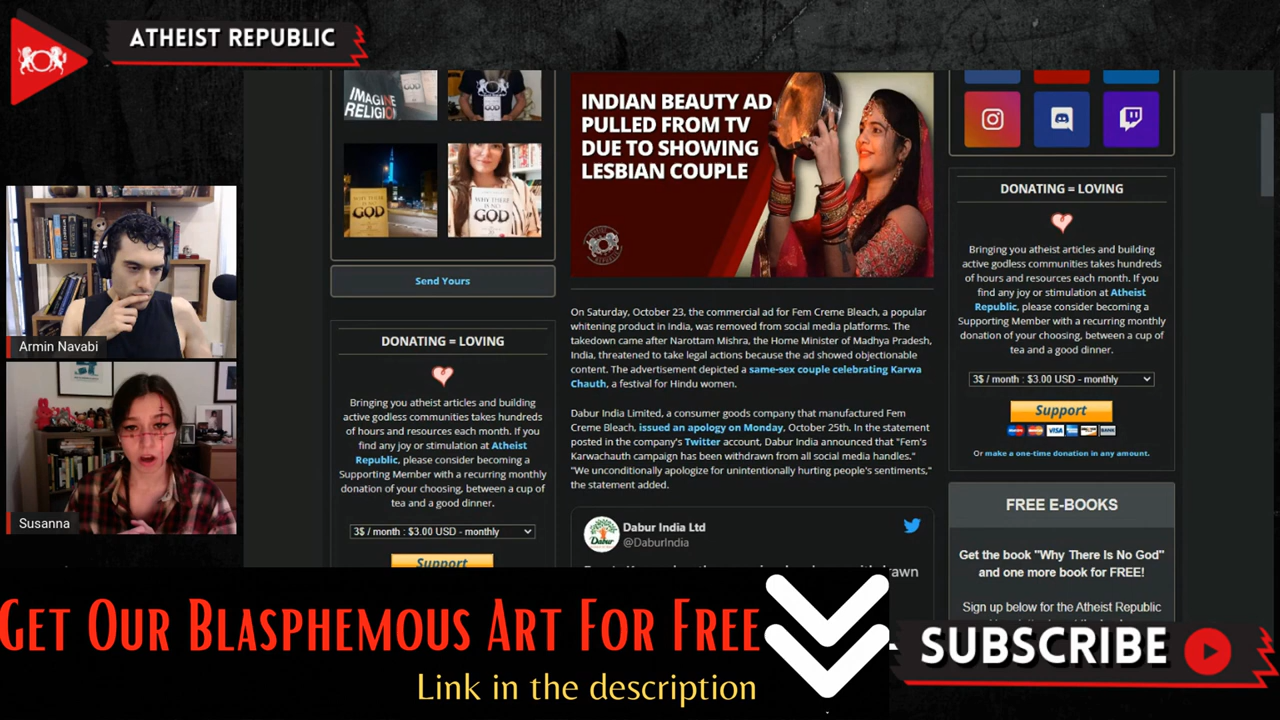 ATHEIST REPUBLIC
IMAGINE
RELIGION
GOD
WHY THERE IS NO
GOD
WHY THERE IS NO
GOD
Send Yours
DONATING = LOVING
Bringing you atheist articles and building
active godless communities takes hundreds
of hours and resources each month. If you
find any joy or stimulation at Atheist
Republic, please consider becoming a
Supporting Member with a recurring monthly
donation of your choosing, between a cup of
tea and a good dinner.
3$ / month : $3.00 USD - monthly
Support
INDIAN BEAUTY AD
PULLED FROM TV
DUE TO SHOWING
LESBIAN COUPLE
On Saturday, October 23, the commercial ad for Fem Creme Bleach, a popular
whitening product in India, was removed from social media platforms. The
takedown came after Narottam Mishra, the Home Minister of Madhya Pradesh,
India, threatened to take legal actions because the ad showed objectionable
content. The advertisement depicted a same-sex couple celebrating Karwa
Chauth, a festival for Hindu women.
Dabur India Limited, a consumer goods company that manufactured Fem
Creme Bleach, issued an apology on Monday, October 25th. In the statement
posted in the company's Twitter account, Dabur India announced that "Fem's
Karwachauth campaign has been withdrawn from all social media handles."
"We unconditionally apologize for unintentionally hurting people's sentiments,"
the statement added.
Dabur
Dabur India Ltd
@DaburIndia
DONATING = LOVING
Bringing you atheist articles and building
active godless communities takes hundreds
of hours and resources each month. If you
find any joy or stimulation at Atheist
Republic, please consider becoming a
Supporting Member with a recurring monthly
donation of your choosing, between a cup of
tea and a good dinner.
3$ / month : $3.00 USD - monthly
Support
VISA
BANK
Or make a one-time donation in any amount.
FREE E-BOOKS
Get the book "Why There Is No God"
and one more book for FREE!
Sign up below for the Atheist Republic
Armin Navabi
Susanna
GET OUR BLASPHEMOUS ART FOR FREE
Link in the description
SUBSCRIBE